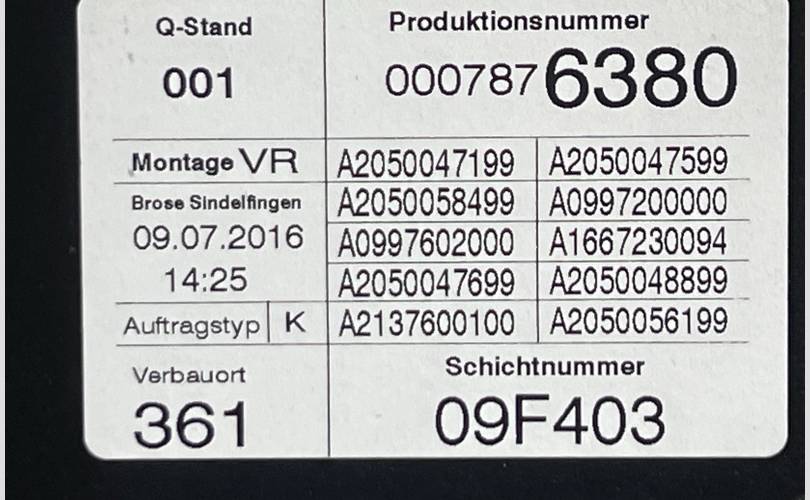 Q-Stand
001
Produktionsnummer
0007876380
Montage VR
Brose Sindelfingen
09.07.2016
14:25
Auftragstyp K
A2050047199 A2050047599
A2050058499 A0997200000
A0997602000 A1667230094
A2050047699 A2050048899
A2137600100 A2050056199
Verbauort
361
Schichtnummer
09F403